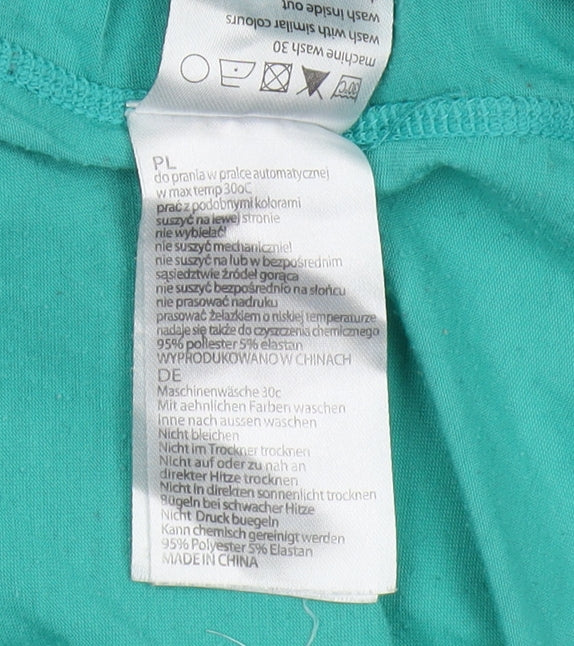 wash inside out
wash with similar colours
machine wash 30
30°C
PL
do prania w pralce automatycznej
w max temp 30oC
prać z podobnymi kolorami
suszyć na lewej stronie
nie wybielać!
nie suszyć mechanicznie!
nie suszyć na lub w bezpośrednim
sąsiedztwie źródeł gorąca
nie suszyć bezpośrednio na słońcu
nie prasować nadruku
prasować żelazkiem o niskiej temperaturze
nadaje się także do czyszczenia chemicznego
95% poliester 5% elastan
WYPRODUKOWANO W CHINACH
DE
Maschinenwäsche 30c
Mit aehnlichen Farben waschen
Inne nach aussen waschen
Nicht bleichen
Nicht im Trockner trocknen
Nicht auf oder zu nah an
direkter Hitze trocknen
Nicht in direkten sonnenlicht trocknen
Bügeln bei schwacher Hitze
Nicht Druck buegeln
Kann chemisch gereinigt werden
95% Polyester 5% Elastan
MADE IN CHINA